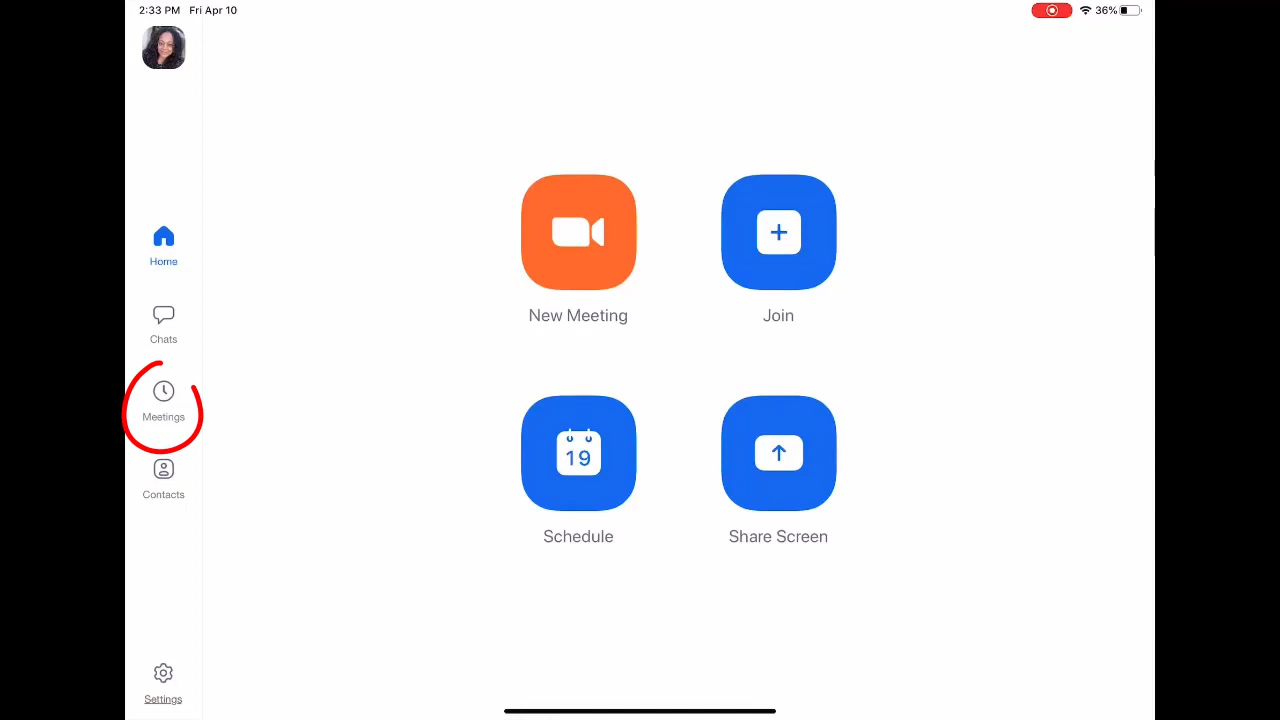 2:33 PM Fri Apr 10
36%
Home
Chats
Meetings
Contacts
Settings
New Meeting
Join
19
Schedule
Share Screen